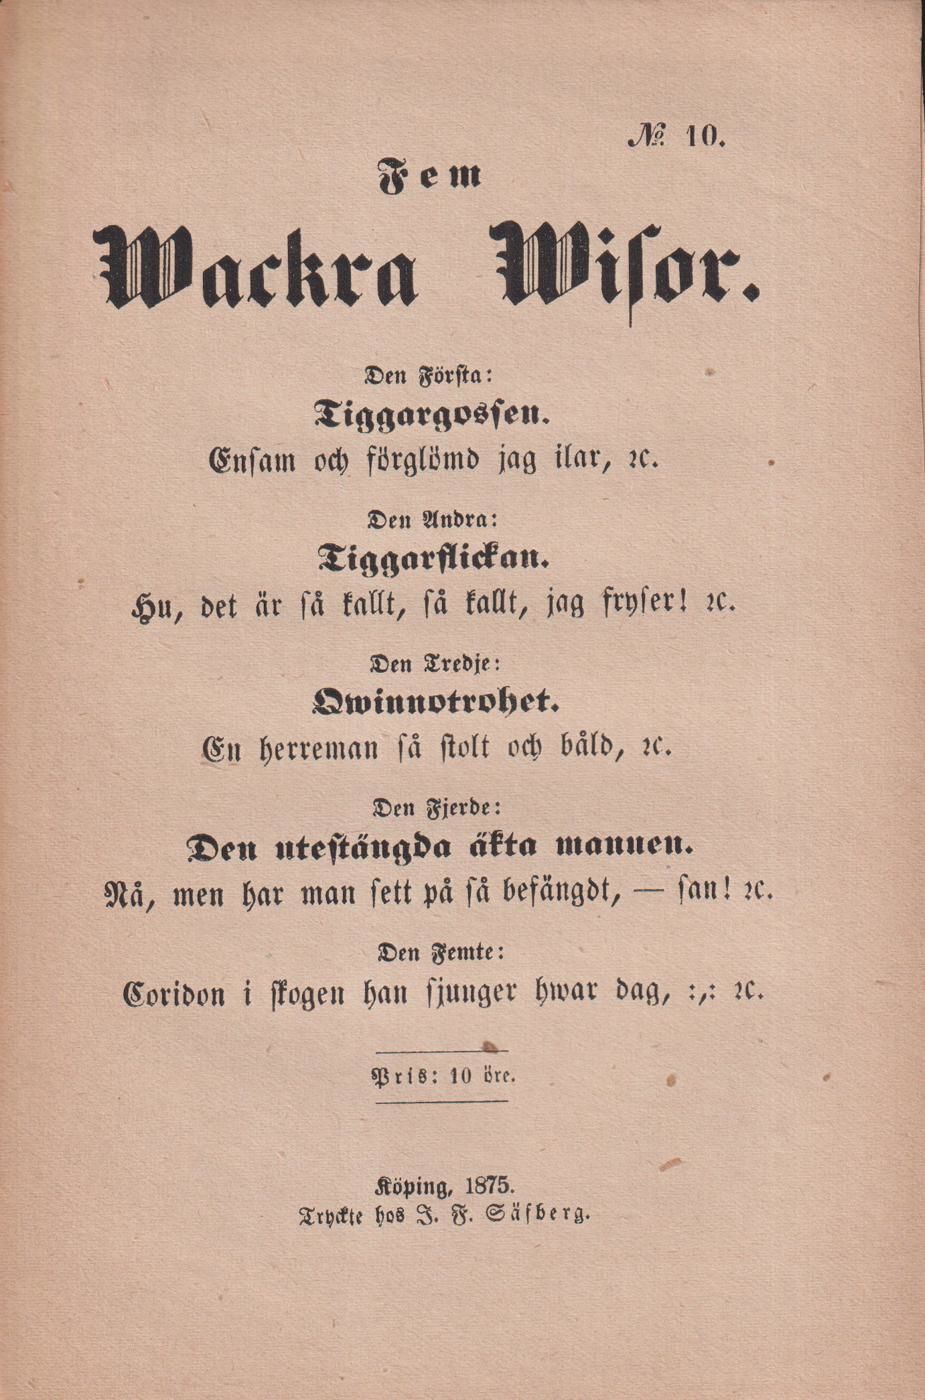 № 10.
Fem
Wackra Wiſor.
Den Förſta:
Tiggargosſen.
Enſam och förglömd jag ilar, ꝛc.
Den Andra:
Tiggarflickan.
Hu, det är ſå kallt, ſå kallt, jag fryſer! ꝛc.
Den Tredje:
Qwinnotrohet.
En herreman ſå ſtolt och båld, ꝛc.
Den Fjerde:
Den uteſtängda äkta mannen.
Nå, men har man ſett på ſå befängdt, — ſan! ꝛc.
Den Femte:
Coridon i ſkogen han ſjunger hwar dag, :,: ꝛc.
Pris: 10 öre.
Köping, 1875.
Tryckte hos J. F. Säfberg.